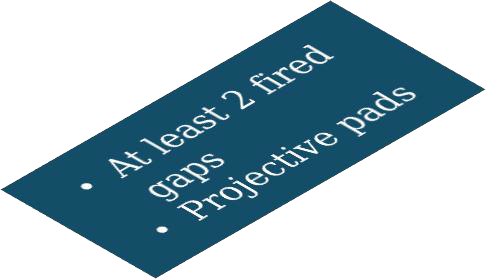 • At least 2 fired
gaps
• Projective pads